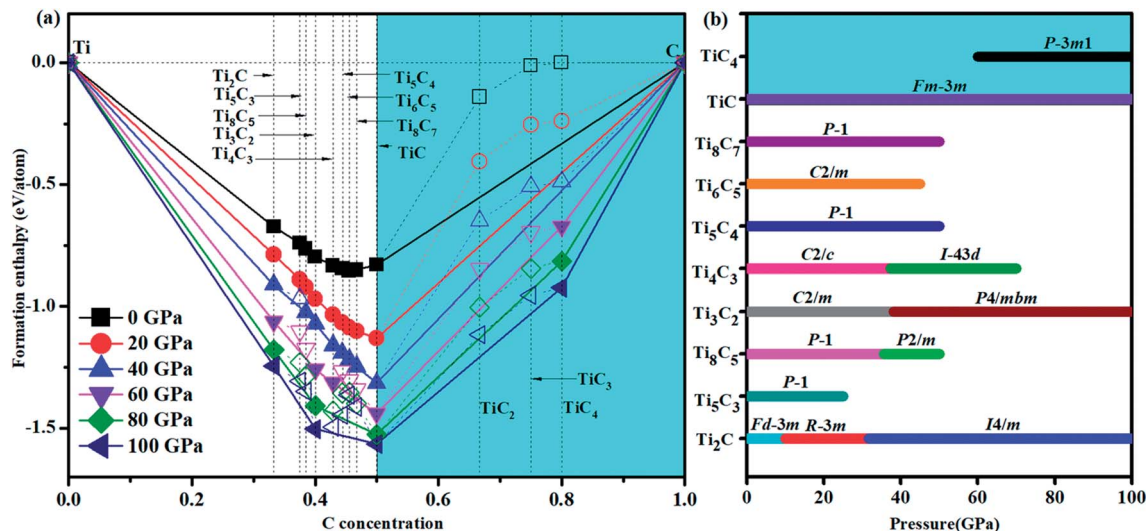 (a)
Ti
C
0.0
-0.5
-1.0
-1.5
Formation enthalpy (eV/atom)
Ti₂C
Ti₅C₃
Ti₈C₅
Ti₃C₂
Ti₄C₃
Ti₅C₄
Ti₆C₅
Ti₈C₇
TiC
TiC₃
TiC₂
TiC₄
0 GPa
20 GPa
40 GPa
60 GPa
80 GPa
100 GPa
0.0 0.2 0.4 0.6 0.8 1.0
C concentration
(b)
TiC₄ P-3m1
TiC Fm-3m
Ti₈C₇ P-1
Ti₆C₅ C2/m
Ti₅C₄ P-1
Ti₄C₃ C2/c I-43d
Ti₃C₂ C2/m P4/mbm
Ti₈C₅ P-1 P2/m
Ti₅C₃ P-1
Ti₂C Fd-3m R-3m I4/m
0 20 40 60 80 100
Pressure(GPa)